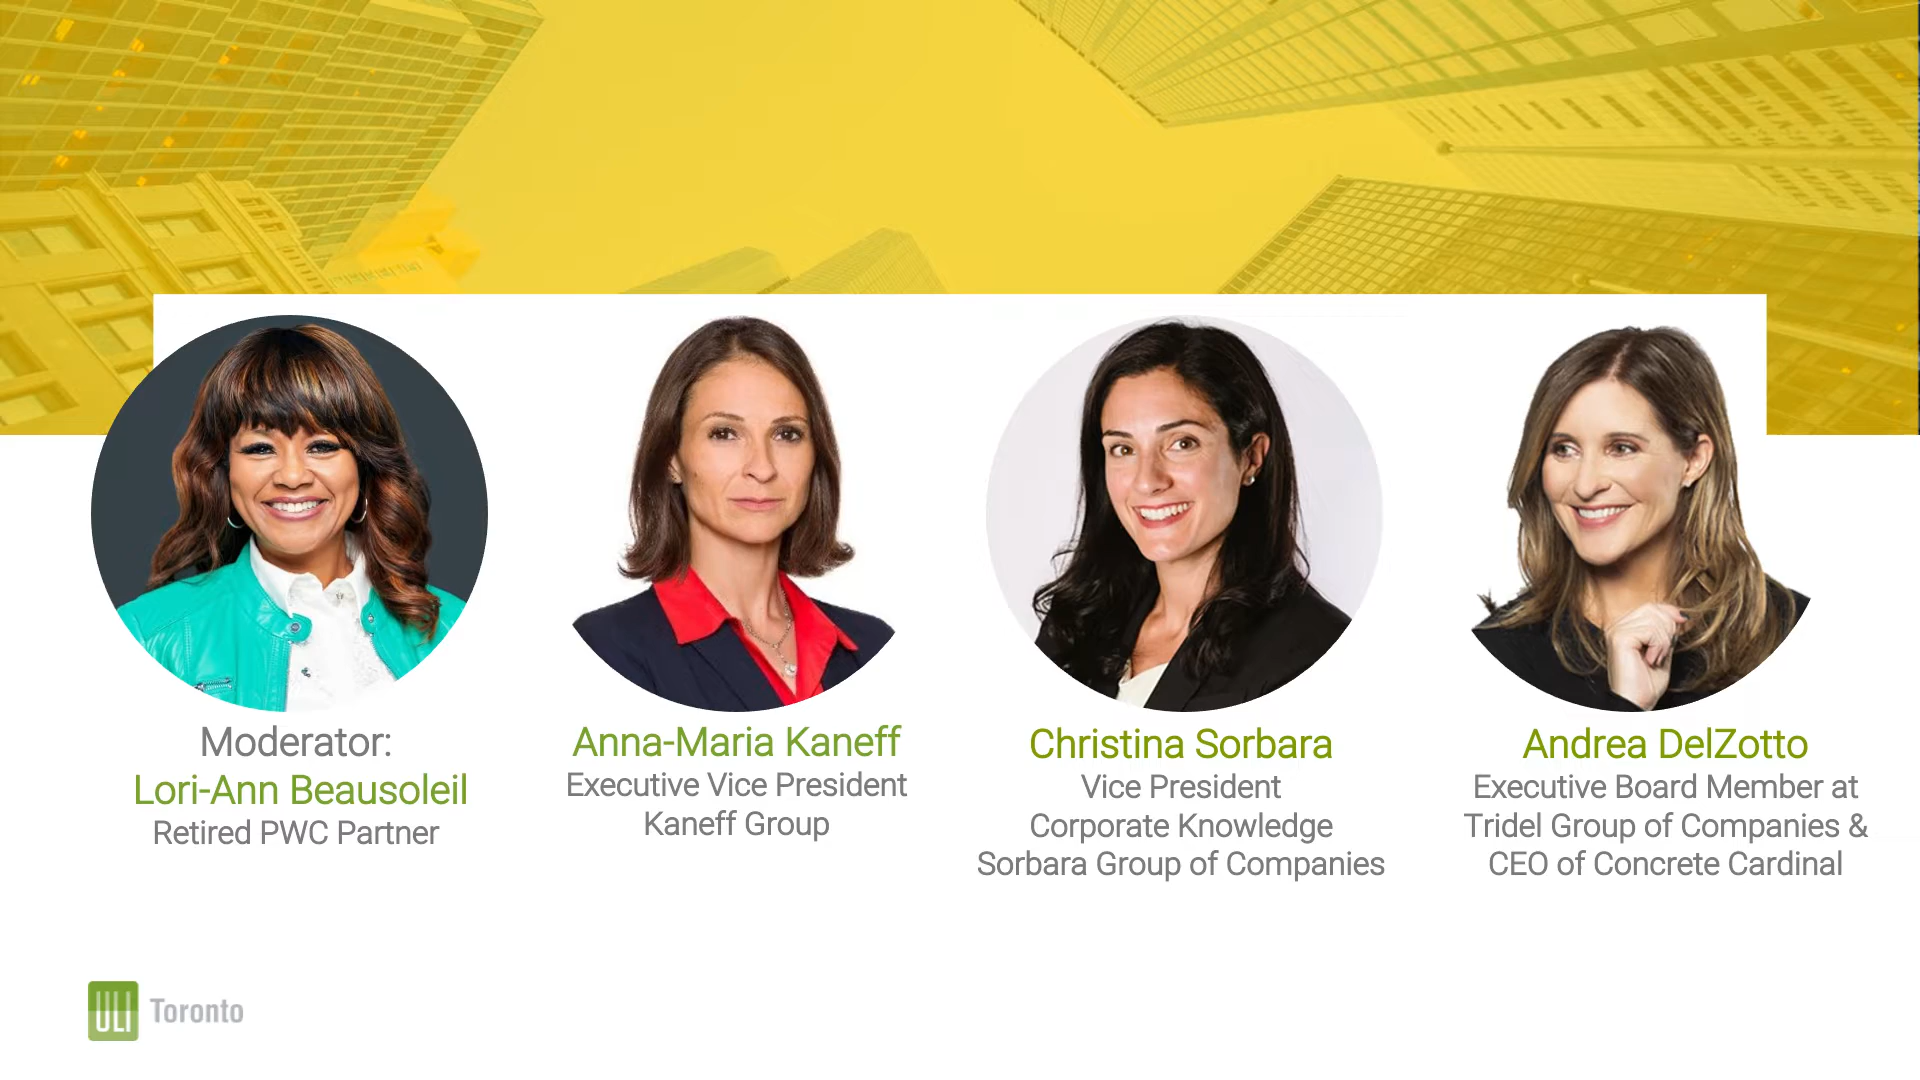 Moderator:
Lori-Ann Beausoleil
Retired PWC Partner
Anna-Maria Kaneff
Executive Vice President
Kaneff Group
Christina Sorbara
Vice President
Corporate Knowledge
Sorbara Group of Companies
Andrea DelZotto
Executive Board Member at
Tridel Group of Companies &
CEO of Concrete Cardinal
ULI Toronto